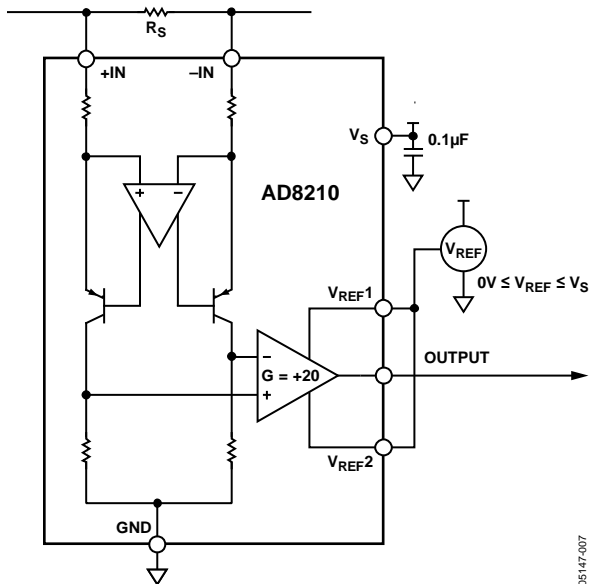 R_S
+IN
–IN
V_S
0.1µF
+
–
AD8210
V_REF
0V ≤ V_REF ≤ V_S
V_REF1
–
G = +20
+
OUTPUT
V_REF2
GND
05147-007